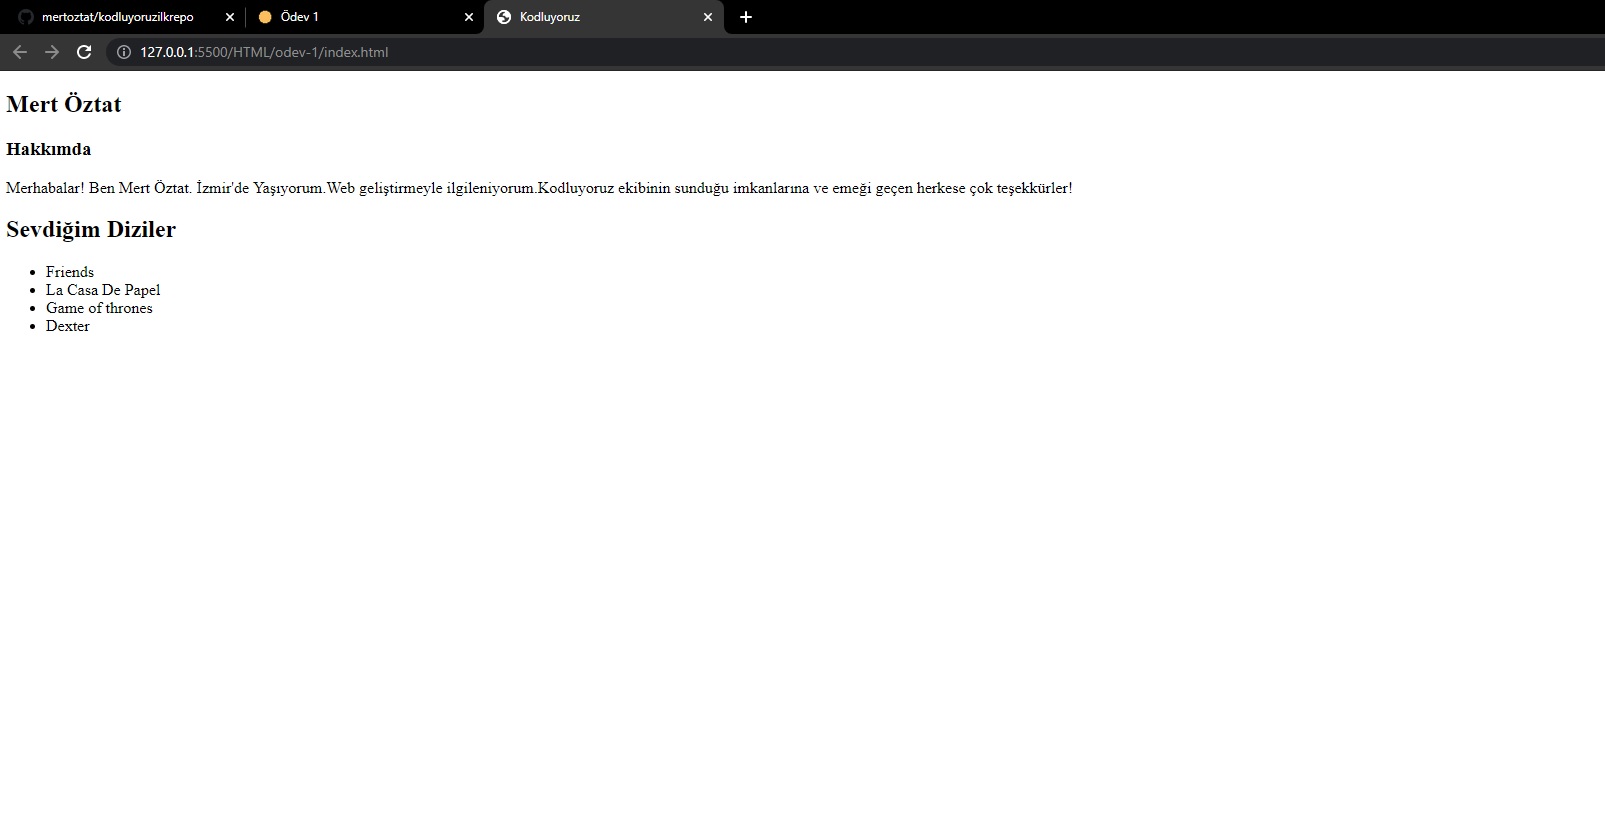 mertoztat/kodluyoruzilkrepo
Ödev 1
Kodluyoruz
127.0.0.1:5500/HTML/odev-1/index.html
Mert Öztat
Hakkımda
Merhabalar! Ben Mert Öztat. İzmir'de Yaşıyorum.Web geliştirmeyle ilgileniyorum.Kodluyoruz ekibinin sunduğu imkanlarına ve emeği geçen herkese çok teşekkürler!
Sevdiğim Diziler
Friends
La Casa De Papel
Game of thrones
Dexter